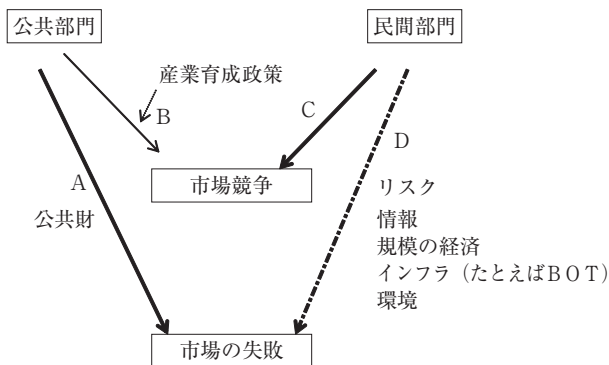 公共部門
民間部門
産業育成政策
B
C
D
A
市場競争
公共財
リスク
情報
規模の経済
インフラ（たとえばＢＯＴ）
環境
市場の失敗